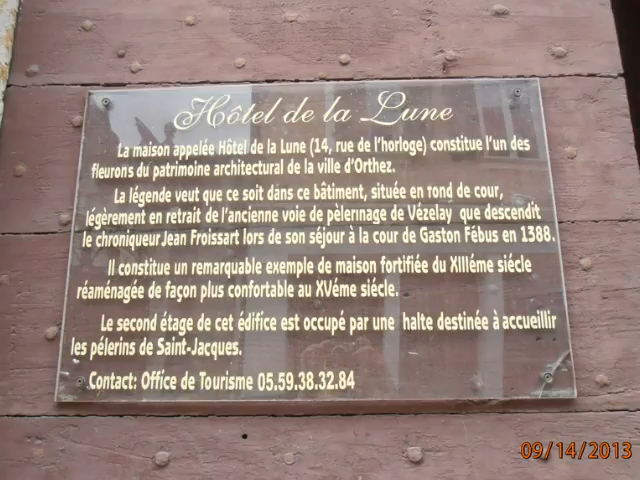 Hôtel de la Lune
La maison appelée Hôtel de la Lune (14, rue de l'horloge) constitue l'un des
fleurons du patrimoine architectural de la ville d'Orthez.
La légende veut que ce soit dans ce bâtiment, située en rond de cour,
légèrement en retrait de l'ancienne voie de pèlerinnage de Vézelay que descendit
le chroniqueur Jean Froissart lors de son séjour à la cour de Gaston Fébus en 1388.
Il constitue un remarquable exemple de maison fortifiée du XIIIéme siécle
réaménagée de façon plus confortable au XVéme siécle.
Le second étage de cet édifice est occupé par une halte destinée à accueillir
les pélerins de Saint-Jacques.
Contact: Office de Tourisme 05.59.38.32.84
09/14/2013